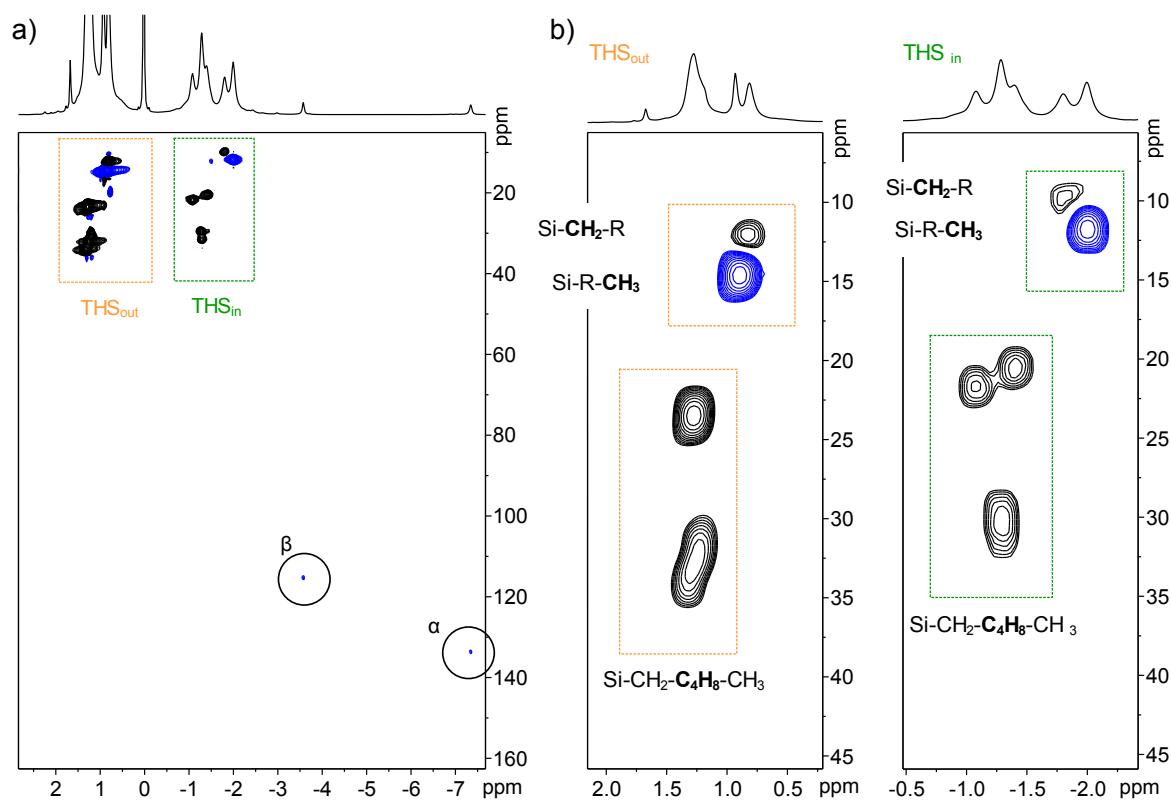 a)
ppm
20
40
60
80
100
120
140
160
THSout
THSin
β
α
2 1 0 -1 -2 -3 -4 -5 -6 -7 ppm
b)
THSout
ppm
Si-CH2-R
Si-R-CH3
10
15
20
25
30
35
40
45
Si-CH2-C4H8-CH3
2.0 1.5 1.0 0.5 ppm
THS in
ppm
Si-CH2-R
Si-R-CH3
10
15
20
25
30
35
40
45
Si-CH2-C4H8-CH 3
-0.5 -1.0 -1.5 -2.0 ppm